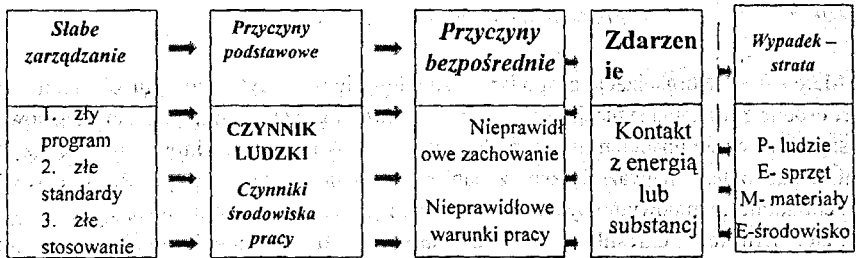 Słabe
zarządzanie
1. zły
program
2. złe
standardy
3. złe
stosowanie
Przyczyny
podstawowe
CZYNNIK
LUDZKI
Czynniki
środowiska
pracy
Przyczyny
bezpośrednie
Nieprawidł
owe zachowanie
Nieprawidłowe
warunki pracy
Zdarzen
ie
Kontakt
z energią
lub
substancj
Wypadek –
strata
P- ludzie
E- sprzęt
M- materiały
E-środowisko